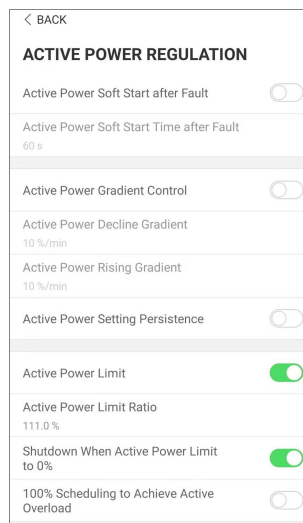 < BACK
ACTIVE POWER REGULATION
Active Power Soft Start after Fault
Active Power Soft Start Time after Fault
60 s
Active Power Gradient Control
Active Power Decline Gradient
10 %/min
Active Power Rising Gradient
10 %/min
Active Power Setting Persistence
Active Power Limit
Active Power Limit Ratio
111.0 %
Shutdown When Active Power Limit
to 0%
100% Scheduling to Achieve Active
Overload